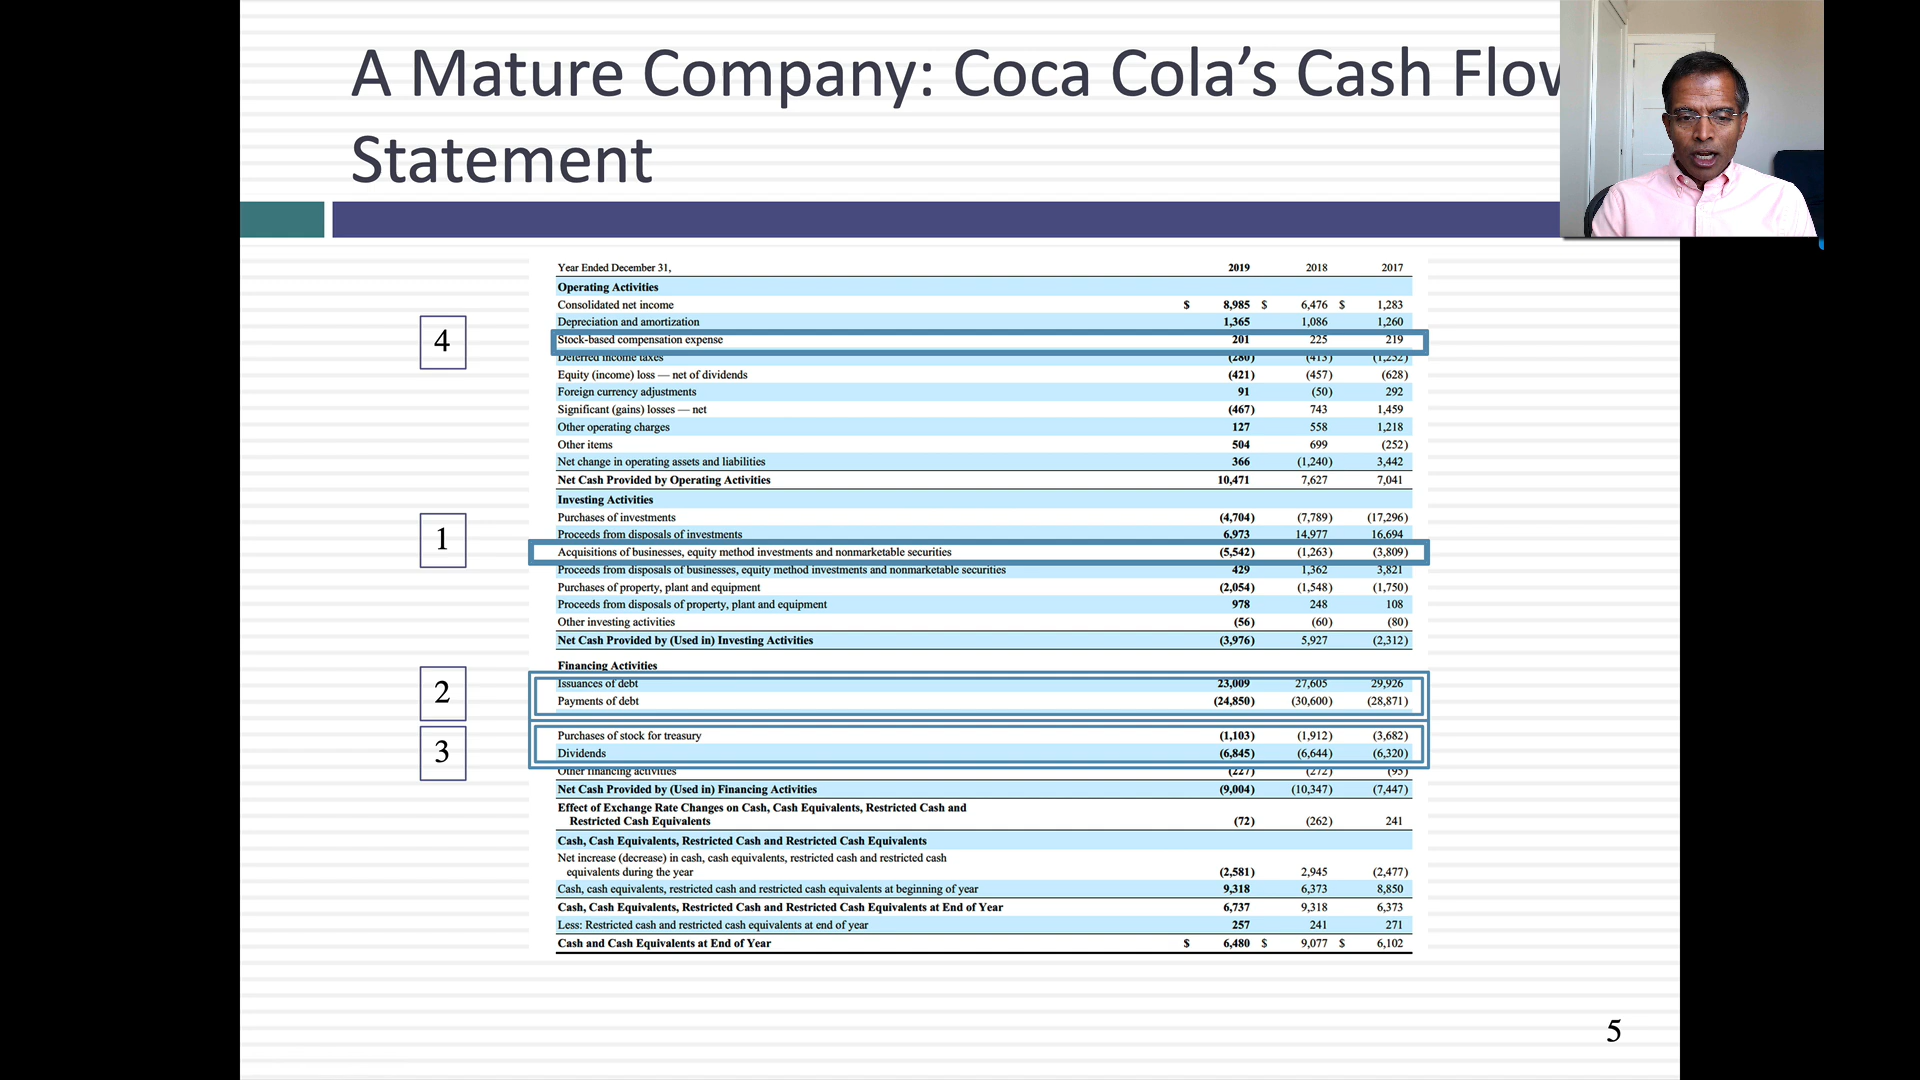 A Mature Company: Coca Cola's Cash Flow
Statement
Year Ended December 31, 2019 2018 2017
Operating Activities
Consolidated net income $ 8,985 $ 6,476 $ 1,283
Depreciation and amortization 1,365 1,086 1,260
4
Stock-based compensation expense 201 225 219
Deferred income taxes (280) (413) (1,252)
Equity (income) loss — net of dividends (421) (457) (628)
Foreign currency adjustments 91 (50) 292
Significant (gains) losses — net (467) 743 1,459
Other operating charges 127 558 1,218
Other items 504 699 (252)
Net change in operating assets and liabilities 366 (1,240) 3,442
Net Cash Provided by Operating Activities 10,471 7,627 7,041
Investing Activities
Purchases of investments (4,704) (7,789) (17,296)
Proceeds from disposals of investments 6,973 14,977 16,694
1
Acquisitions of businesses, equity method investments and nonmarketable securities (5,542) (1,263) (3,809)
Proceeds from disposals of businesses, equity method investments and nonmarketable securities 429 1,362 3,821
Purchases of property, plant and equipment (2,054) (1,548) (1,750)
Proceeds from disposals of property, plant and equipment 978 248 108
Other investing activities (56) (60) (80)
Net Cash Provided by (Used in) Investing Activities (3,976) 5,927 (2,312)
Financing Activities
Issuances of debt 23,009 27,605 29,926
2
Payments of debt (24,850) (30,600) (28,871)
Purchases of stock for treasury (1,103) (1,912) (3,682)
3
Dividends (6,845) (6,644) (6,320)
Other financing activities (227) (272) (95)
Net Cash Provided by (Used in) Financing Activities (9,004) (10,347) (7,447)
Effect of Exchange Rate Changes on Cash, Cash Equivalents, Restricted Cash and
Restricted Cash Equivalents (72) (262) 241
Cash, Cash Equivalents, Restricted Cash and Restricted Cash Equivalents
Net increase (decrease) in cash, cash equivalents, restricted cash and restricted cash
equivalents during the year (2,581) 2,945 (2,477)
Cash, cash equivalents, restricted cash and restricted cash equivalents at beginning of year 9,318 6,373 8,850
Cash, Cash Equivalents, Restricted Cash and Restricted Cash Equivalents at End of Year 6,737 9,318 6,373
Less: Restricted cash and restricted cash equivalents at end of year 257 241 271
Cash and Cash Equivalents at End of Year $ 6,480 $ 9,077 $ 6,102
5